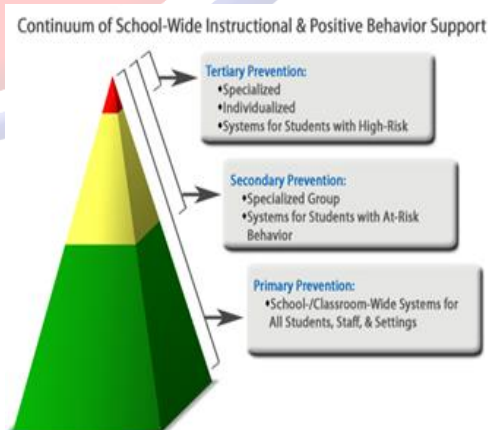 Continuum of School-Wide Instructional & Positive Behavior Support
Tertiary Prevention:
•Specialized
•Individualized
•Systems for Students with High-Risk
Secondary Prevention:
•Specialized Group
•Systems for Students with At-Risk
Behavior
Primary Prevention:
•School-/Classroom-Wide Systems for
All Students, Staff, & Settings